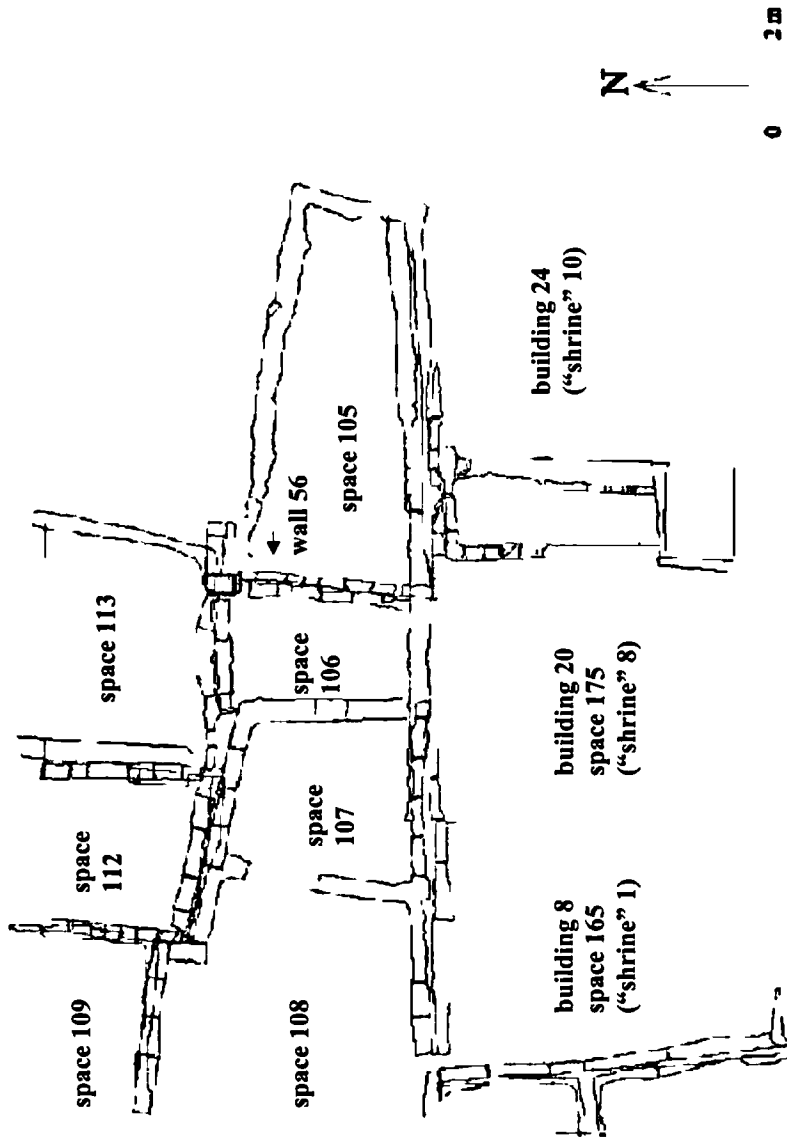 space 109
space
112
space 113
space 108
space
107
space
106
wall 56
space 105
building 8
space 165
(“shrine” 1)
building 20
space 175
(“shrine” 8)
building 24
(“shrine” 10)
N
0 2m